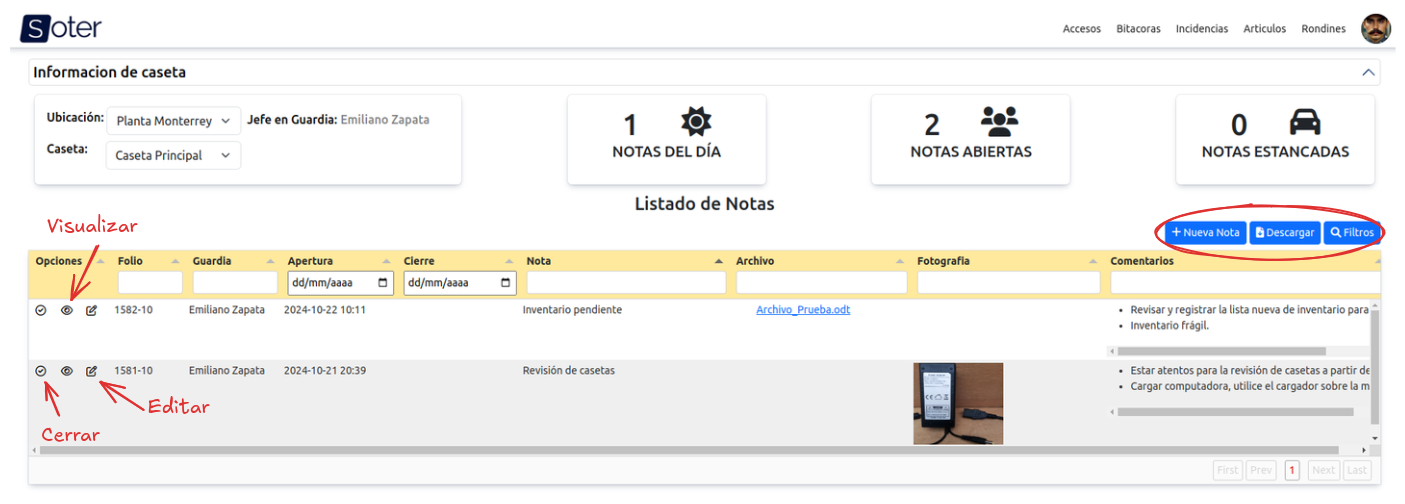 Soter
Accesos Bitacoras Incidencias Articulos Rondines
Informacion de caseta
Ubicación: Planta Monterrey Jefe en Guardia: Emiliano Zapata
Caseta: Caseta Principal
1
NOTAS DEL DÍA
2
NOTAS ABIERTAS
0
NOTAS ESTANCADAS
Listado de Notas
Visualizar
+ Nueva Nota Descargar Filtros
Opciones Folio Guardia Apertura Cierre Nota Archivo Fotografia Comentarios
dd/mm/aaaa dd/mm/aaaa
1582-10 Emiliano Zapata 2024-10-22 10:11 Inventario pendiente Archivo_Prueba.odt • Revisar y registrar la lista nueva de inventario para
• Inventario frágil.
1581-10 Emiliano Zapata 2024-10-21 20:39 Revisión de casetas • Estar atentos para la revisión de casetas a partir de
• Cargar computadora, utilice el cargador sobre la m
Editar
Cerrar
First Prev 1 Next Last